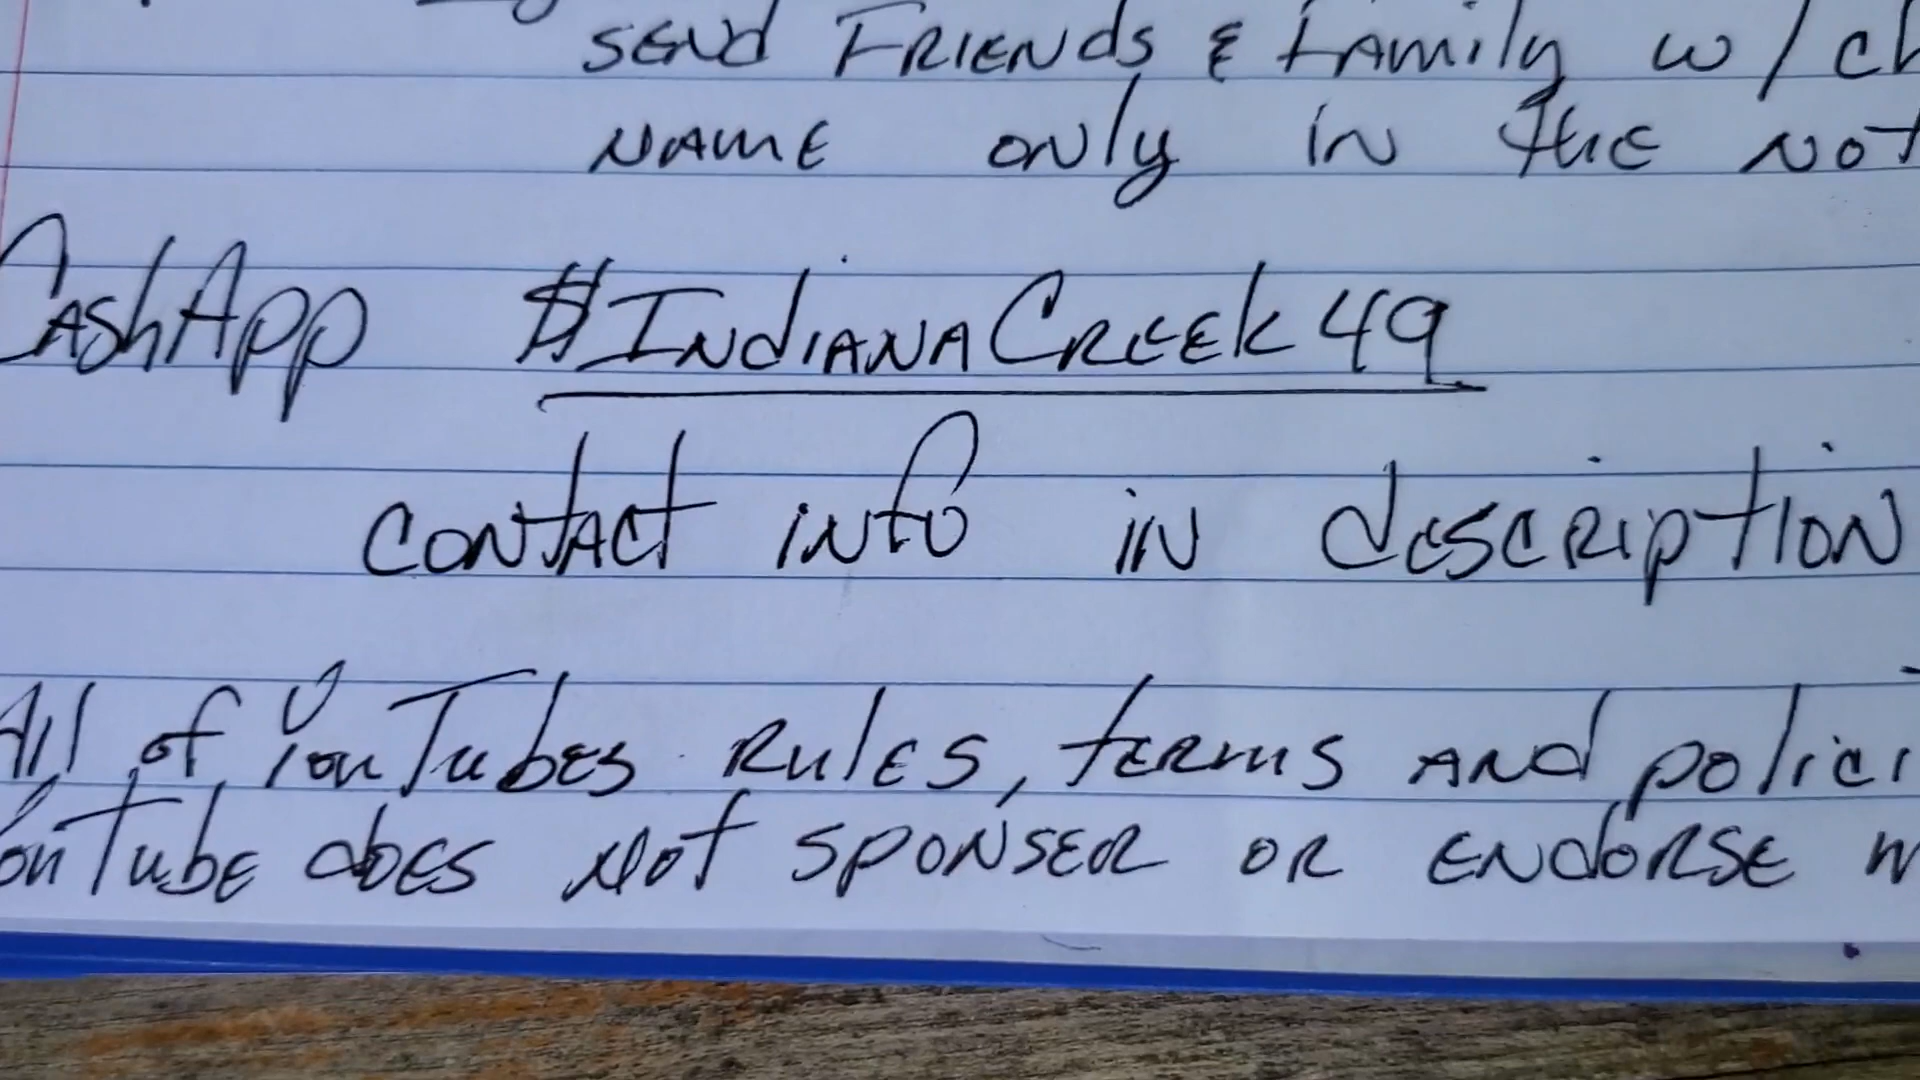 SEND FRIENDS & FAMILY w/
NAME only in the
CashApp $IndianaCreek49
contact info in description
All of YouTubes Rules, terms and
YouTube does not sponser or endorse